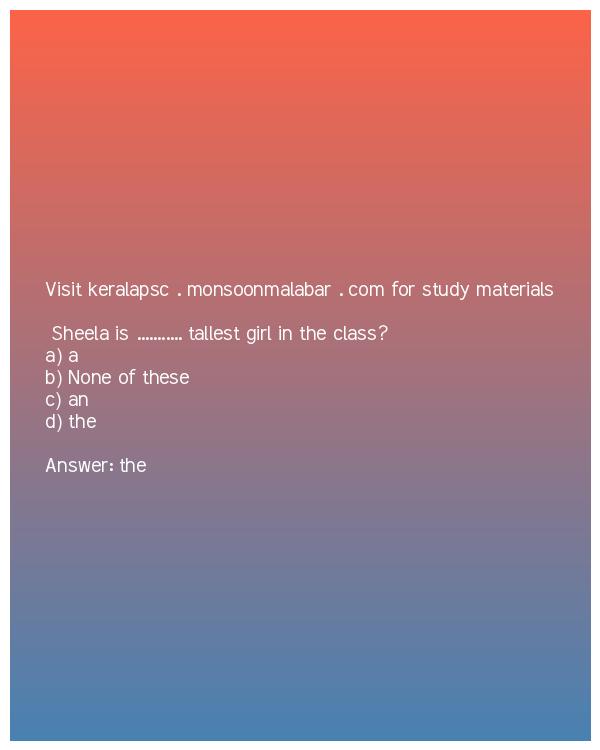 Visit keralapsc . monsoonmalabar . com for study materials
Sheela is ........... tallest girl in the class?
a) a
b) None of these
c) an
d) the
Answer: the